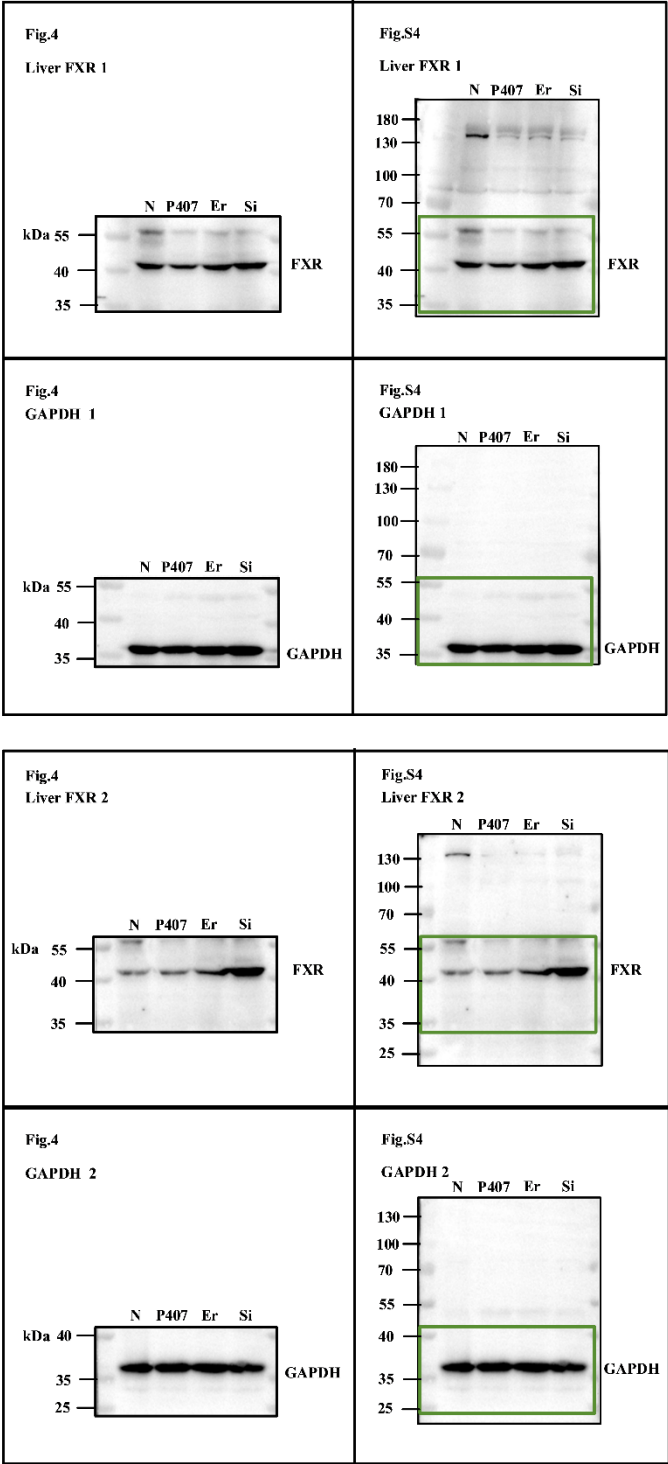 Fig.4
Liver FXR 1
N P407 Er Si
kDa 55
40
35
FXR
Fig.S4
Liver FXR 1
N P407 Er Si
180
130
100
70
55
40
35
FXR
Fig.4
GAPDH 1
N P407 Er Si
kDa 55
40
35
GAPDH
Fig.S4
GAPDH 1
N P407 Er Si
180
130
100
70
55
40
35
GAPDH
Fig.4
Liver FXR 2
N P407 Er Si
kDa 55
40
35
FXR
Fig.S4
Liver FXR 2
N P407 Er Si
130
100
70
55
40
35
25
FXR
Fig.4
GAPDH 2
N P407 Er Si
kDa 40
35
25
GAPDH
Fig.S4
GAPDH 2
N P407 Er Si
130
100
70
55
40
35
25
GAPDH